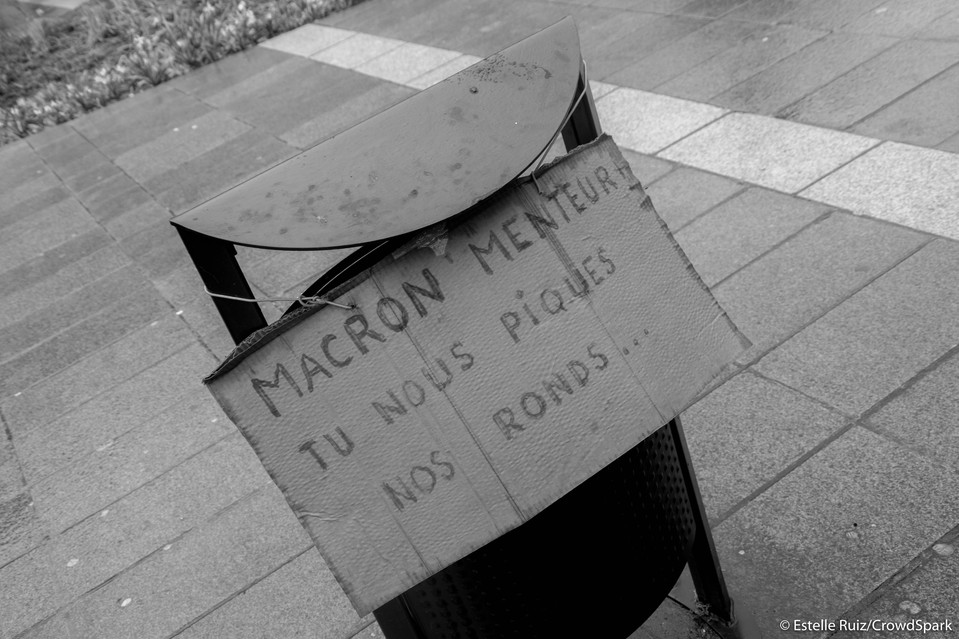 MACRON MENTEUR
TU NOUS PIQUES
NOS RONDS...
© Estelle Ruiz/CrowdSpark